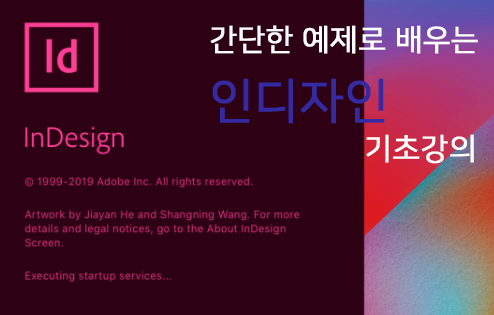 간단한 예제로 배우는
Id
인디자인
InDesign
기초강의
© 1999-2019 Adobe Inc. All rights reserved.
Artwork by Jiayan He and Shangning Wang. For more
details and legal notices, go to the About InDesign
Screen.
Executing startup services...